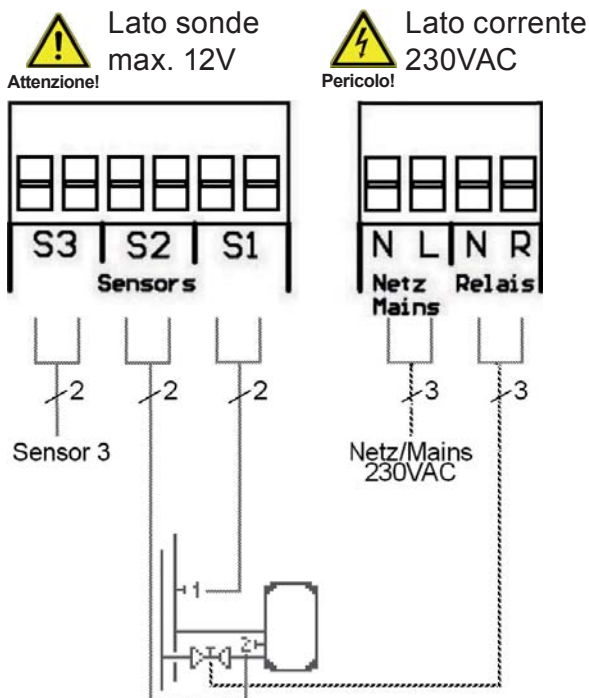 Lato sonde
max. 12V
Attenzione!
Lato corrente
230VAC
Pericolo!
S3 S2 S1
Sensors
N L N R
Netz Relais
Mains
2 2 2 3 3
Sensor 3
Netz/Mains
230VAC
1
2